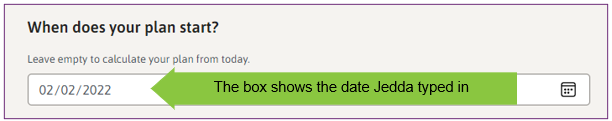 When does your plan start?
Leave empty to calculate your plan from today.
02/02/2022 The box shows the date Jedda typed in